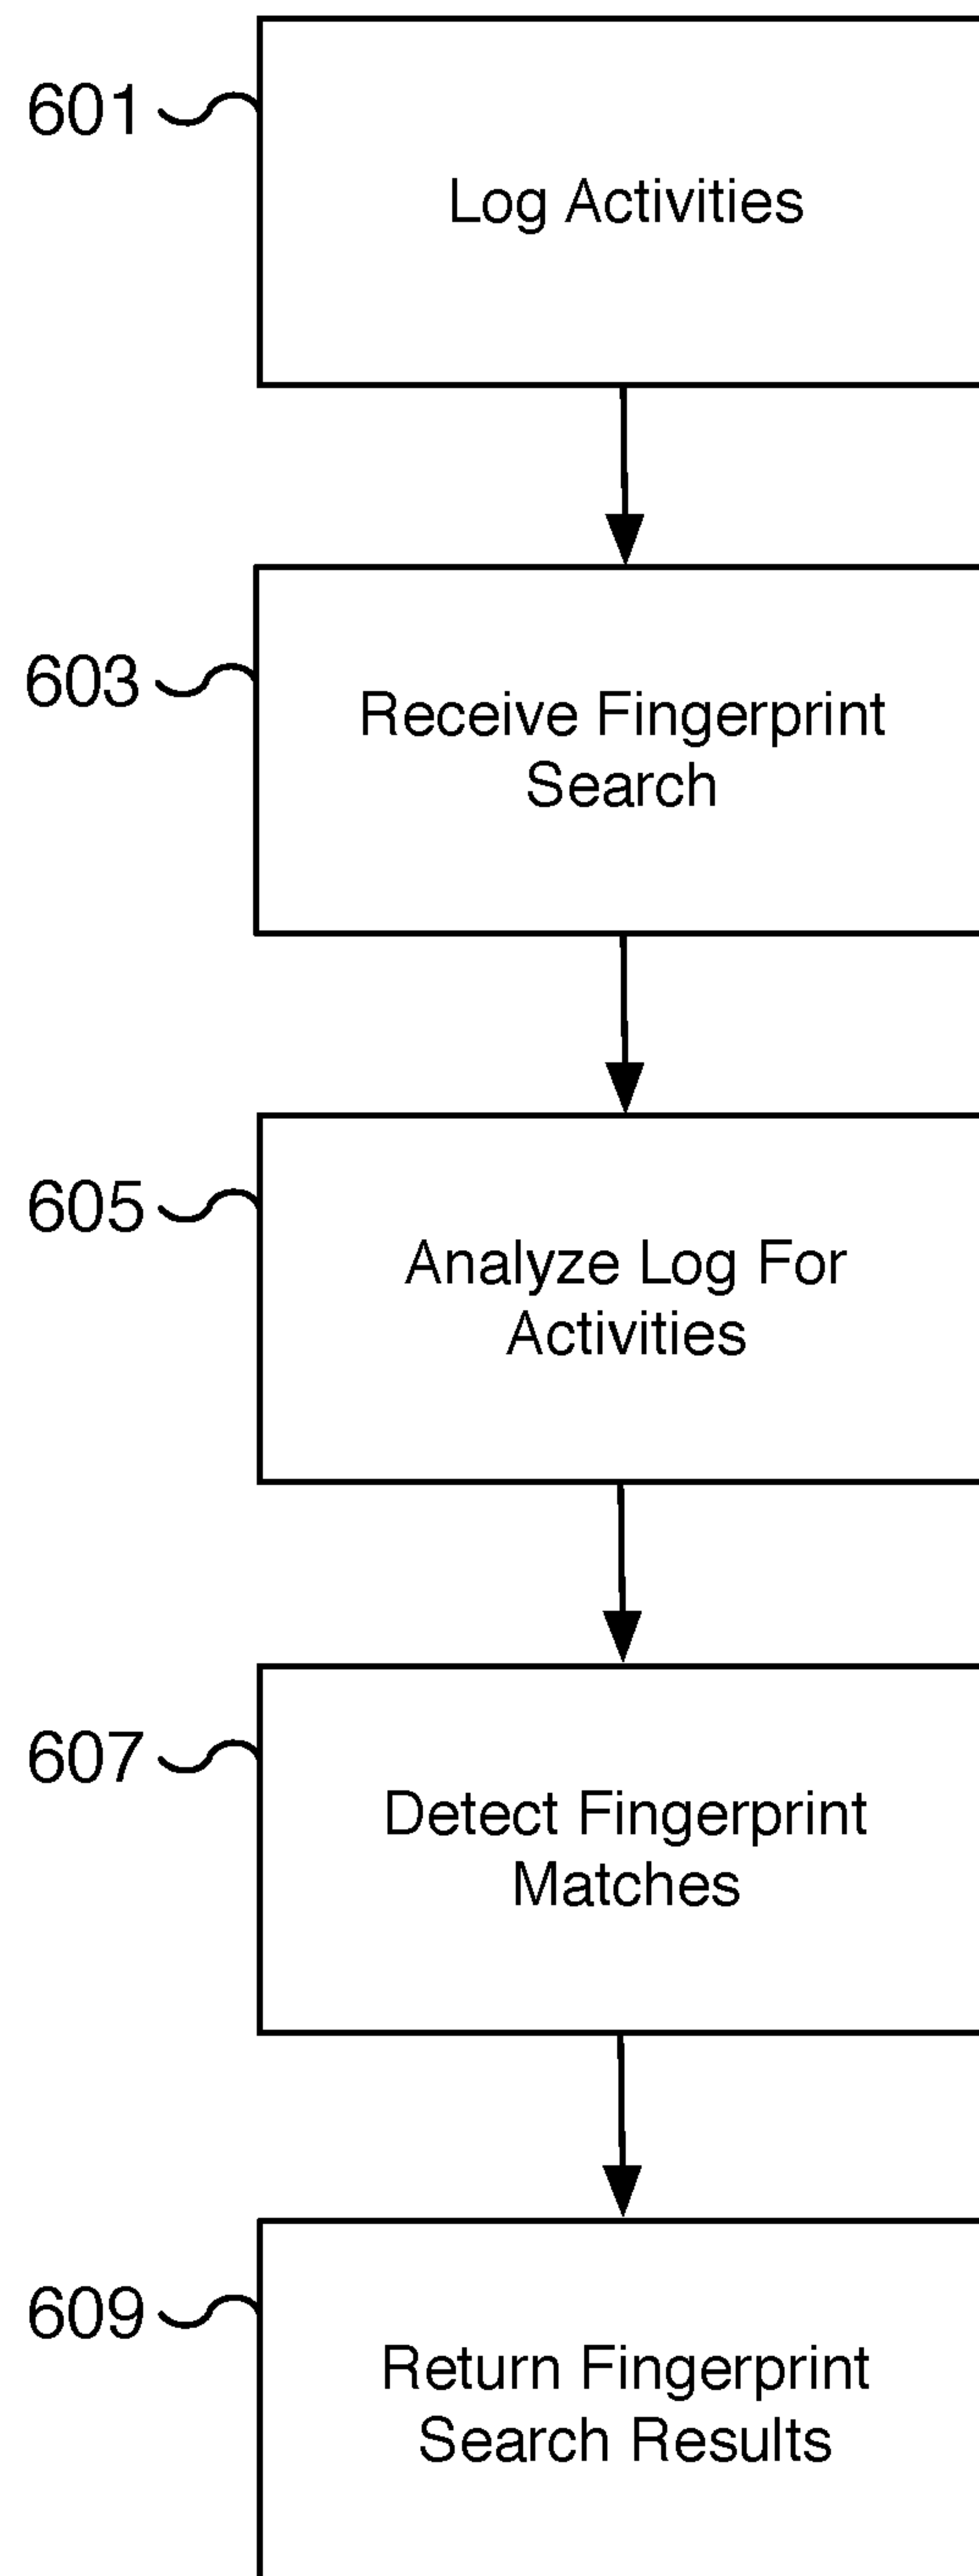 601
Log Activities
603
Receive Fingerprint
Search
605
Analyze Log For
Activities
607
Detect Fingerprint
Matches
609
Return Fingerprint
Search Results